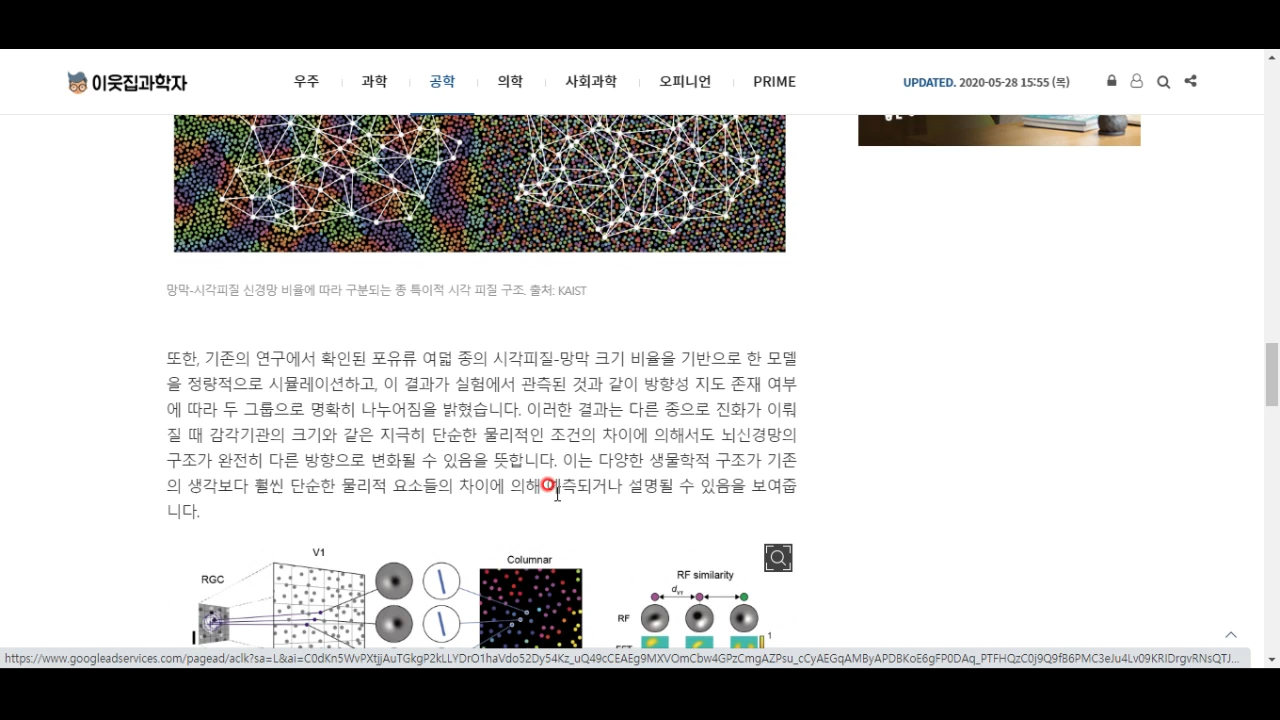 이웃집과학자
우주 과학 공학 의학 사회과학 오피니언 PRIME
UPDATED. 2020-05-28 15:55 (목)
망막-시각피질 신경망 비율에 따라 구분되는 종 특이적 시각 피질 구조. 출처: KAIST
또한, 기존의 연구에서 확인된 포유류 여덟 종의 시각피질-망막 크기 비율을 기반으로 한 모델
을 정량적으로 시뮬레이션하고, 이 결과가 실험에서 관측된 것과 같이 방향성 지도 존재 여부
에 따라 두 그룹으로 명확히 나누어짐을 밝혔습니다. 이러한 결과는 다른 종으로 진화가 이뤄
질 때 감각기관의 크기와 같은 지극히 단순한 물리적인 조건의 차이에 의해서도 뇌신경망의
구조가 완전히 다른 방향으로 변화될 수 있음을 뜻합니다. 이는 다양한 생물학적 구조가 기존
의 생각보다 훨씬 단순한 물리적 요소들의 차이에 의해 예측되거나 설명될 수 있음을 보여줍
니다.
V1
Columnar
RGC
RF similarity
RF
1